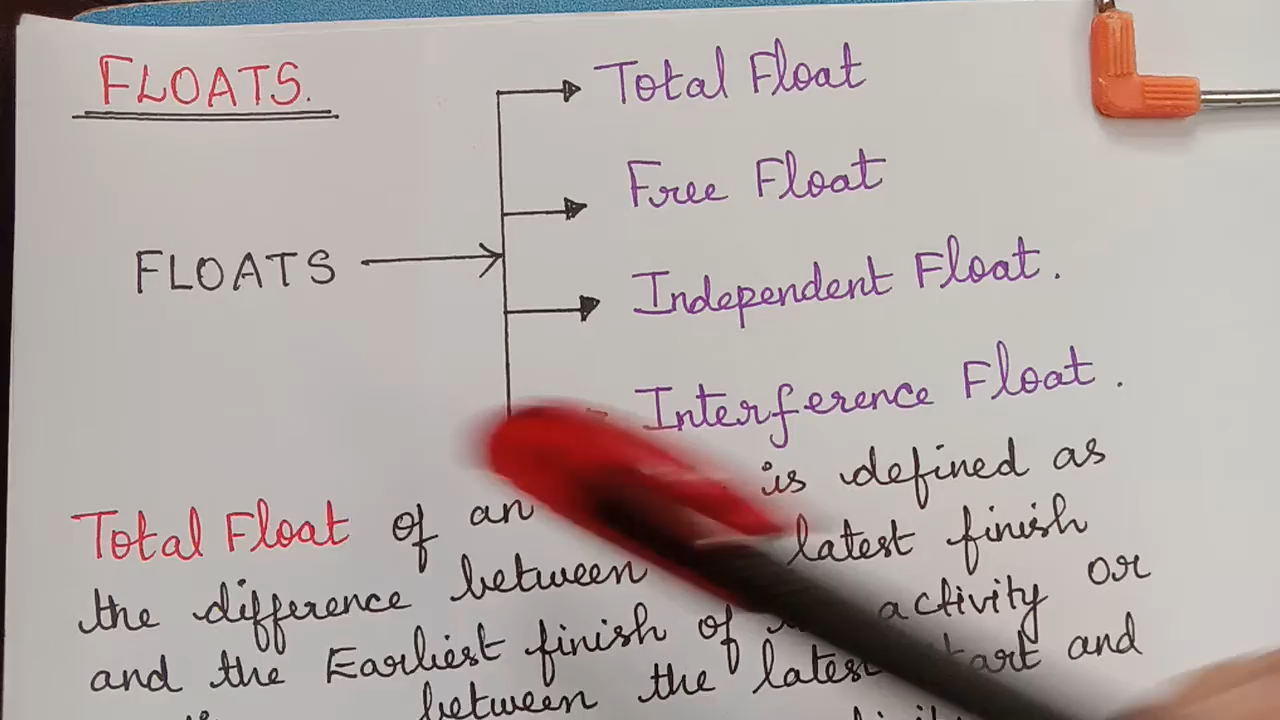 FLOATS.
Total Float
Free Float
FLOATS
Independent Float.
Interference Float.
Total Float of an is defined as
the difference between latest finish
and the Earliest finish of activity or
between the latest start and